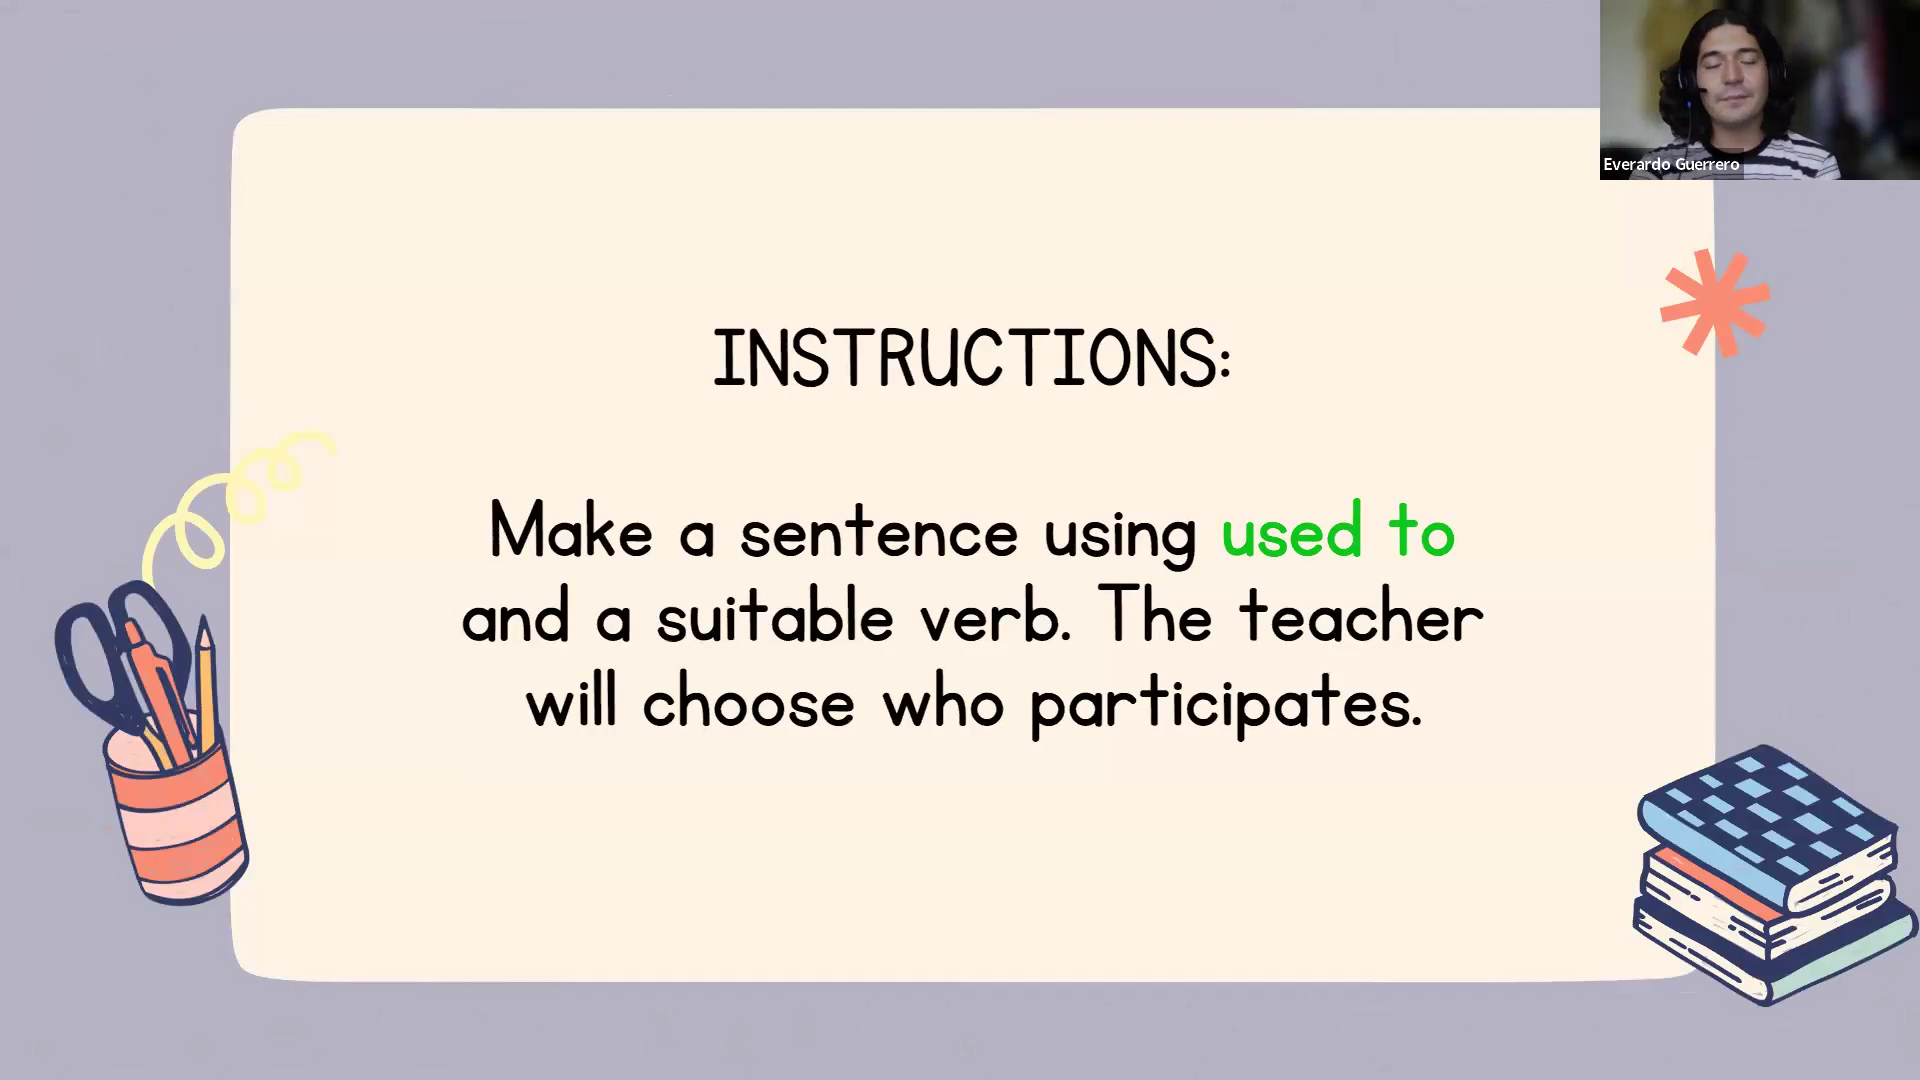 Everardo Guerrero
INSTRUCTIONS:
Make a sentence using used to
and a suitable verb. The teacher
will choose who participates.